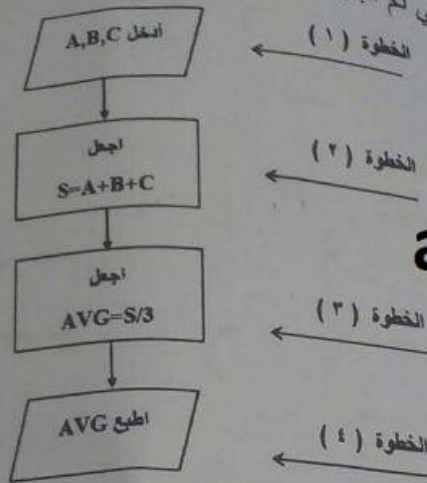 أدخل A,B,C
الخطوة ( ١ )
اجعل
S=A+B+C
الخطوة ( ٢ )
اجعل
AVG=S/3
الخطوة ( ٣ )
اطبع AVG
الخطوة ( ٤ )